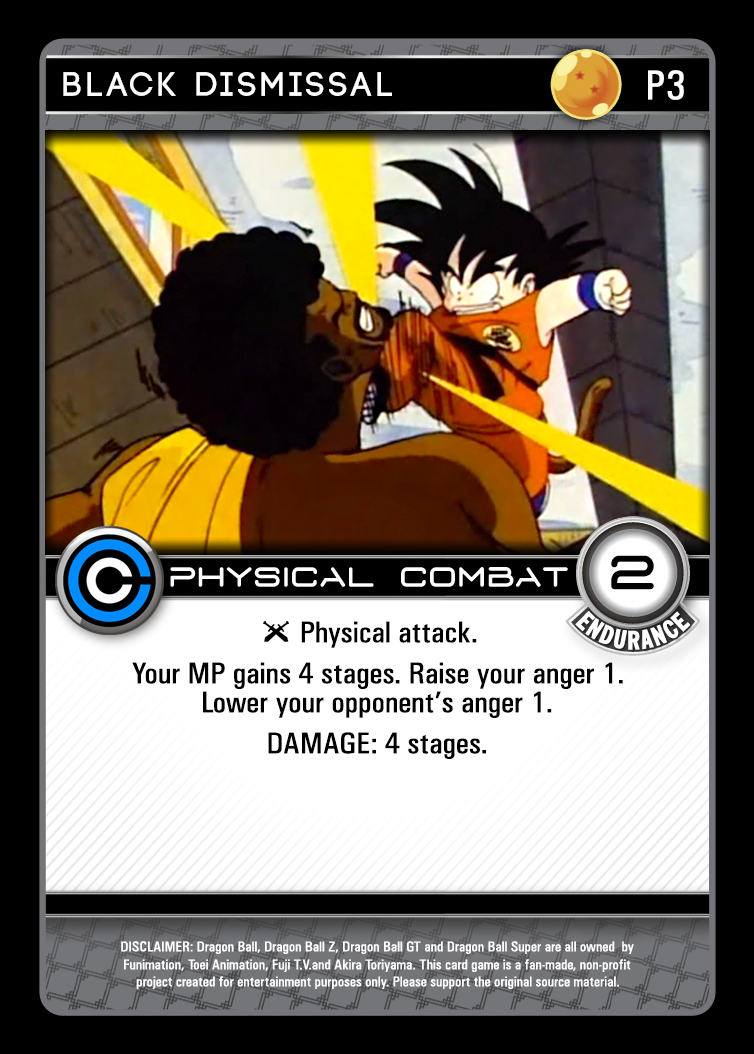 BLACK DISMISSAL P3
PHYSICAL COMBAT 2
ENDURANCE
Physical attack.
Your MP gains 4 stages. Raise your anger 1.
Lower your opponent's anger 1.
DAMAGE: 4 stages.
DISCLAIMER: Dragon Ball, Dragon Ball Z, Dragon Ball GT and Dragon Ball Super are all owned by
Funimation, Toei Animation, Fuji T.V.and Akira Toriyama. This card game is a fan-made, non-profit
project created for entertainment purposes only. Please support the original source material.